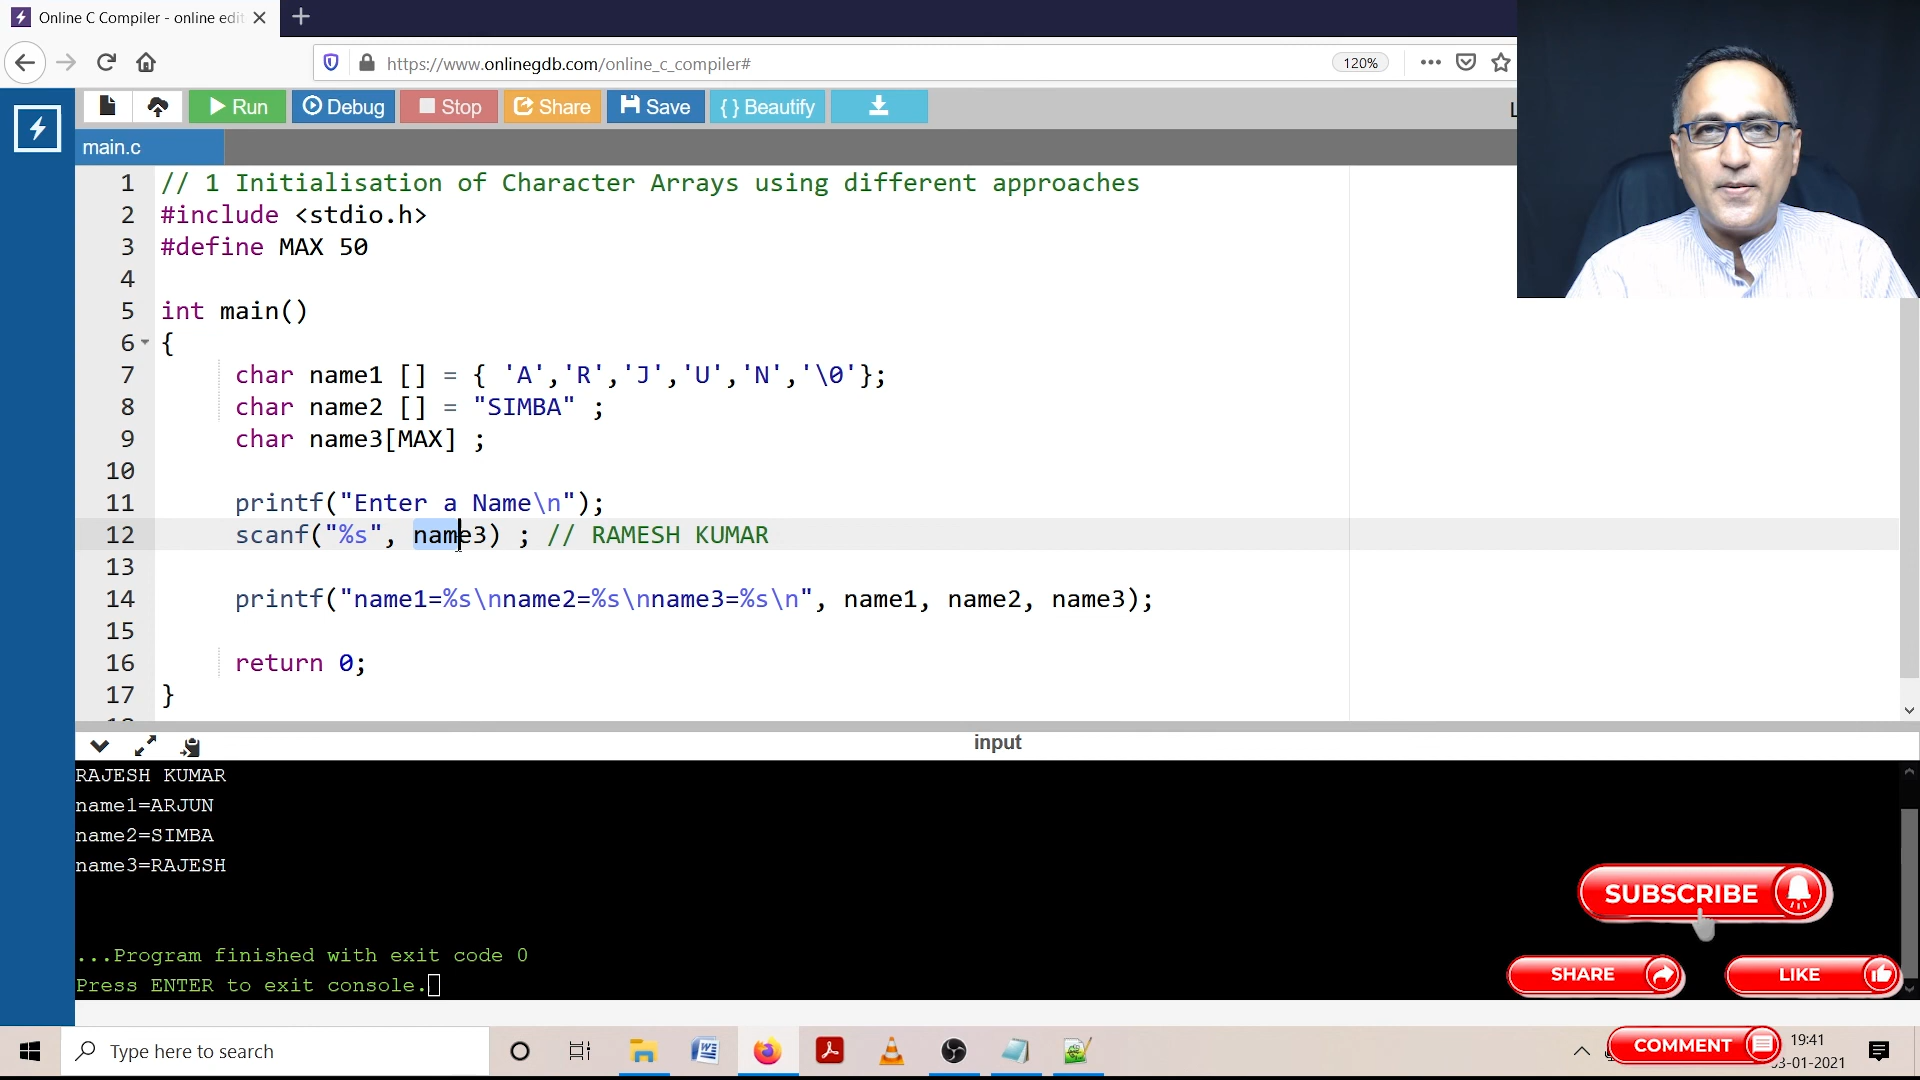 Online C Compiler - online edit
https://www.onlinegdb.com/online_c_compiler#
120%
Run
Debug
Stop
Share
Save
{ } Beautify
L
main.c
1 // 1 Initialisation of Character Arrays using different approaches
2 #include <stdio.h>
3 #define MAX 50
4
5 int main()
6 {
7 char name1 [] = { 'A','R','J','U','N','\0'};
8 char name2 [] = "SIMBA" ;
9 char name3[MAX] ;
10
11 printf("Enter a Name\n");
12 scanf("%s", name3) ; // RAMESH KUMAR
13
14 printf("name1=%s\nname2=%s\nname3=%s\n", name1, name2, name3);
15
16 return 0;
17 }
input
RAJESH KUMAR
name1=ARJUN
name2=SIMBA
name3=RAJESH
...Program finished with exit code 0
Press ENTER to exit console.
SUBSCRIBE
SHARE
LIKE
COMMENT
Type here to search
19:41
3-01-2021